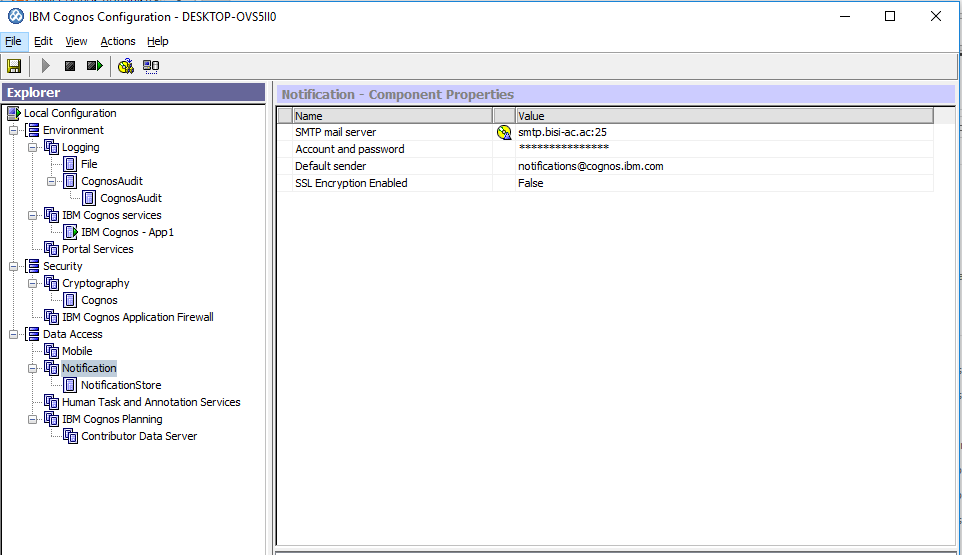 IBM Cognos Configuration - DESKTOP-OVS5II0
File Edit View Actions Help
Explorer
Local Configuration
Environment
Logging
File
CognosAudit
CognosAudit
IBM Cognos services
IBM Cognos - App1
Portal Services
Security
Cryptography
Cognos
IBM Cognos Application Firewall
Data Access
Mobile
Notification
NotificationStore
Human Task and Annotation Services
IBM Cognos Planning
Contributor Data Server
Notification - Component Properties
Name Value
SMTP mail server smtp.bisi-ac.ac:25
Account and password ***************
Default sender notifications@cognos.ibm.com
SSL Encryption Enabled False